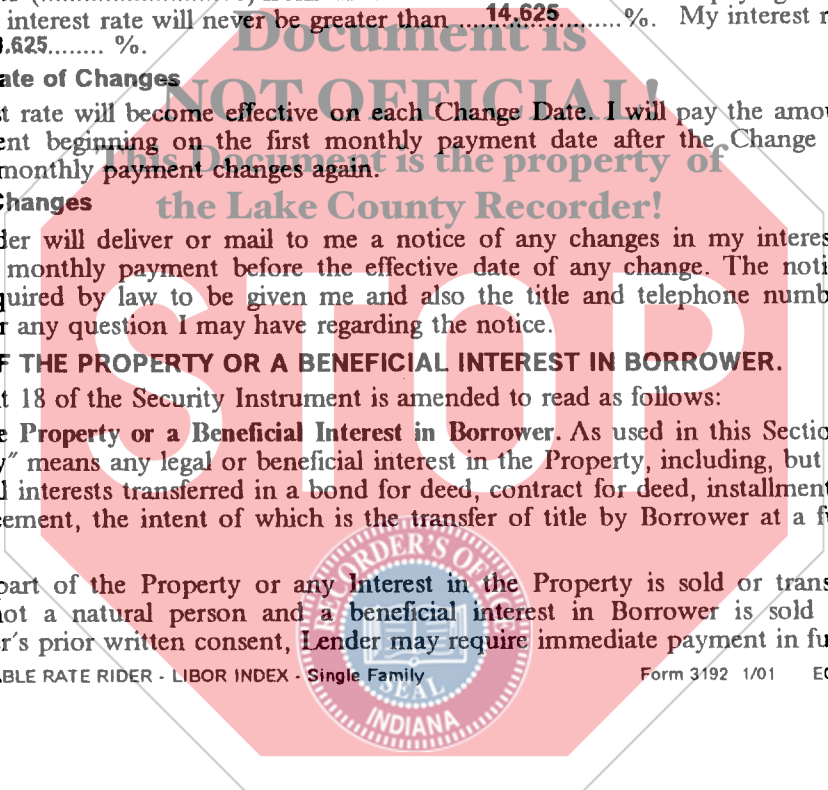 interest rate will never be greater than ....14.625.........%. My interest r
.625........ %.
ate of Changes
t rate will become effective on each Change Date. I will pay the amou
ent beginning on the first monthly payment date after the Change
monthly payment changes again.
Changes
der will deliver or mail to me a notice of any changes in my interes
monthly payment before the effective date of any change. The noti
quired by law to be given me and also the title and telephone numb
r any question I may have regarding the notice.
F THE PROPERTY OR A BENEFICIAL INTEREST IN BORROWER.
t 18 of the Security Instrument is amended to read as follows:
e Property or a Beneficial Interest in Borrower. As used in this Sectio
y" means any legal or beneficial interest in the Property, including, but
l interests transferred in a bond for deed, contract for deed, installment
eement, the intent of which is the transfer of title by Borrower at a fu
part of the Property or any Interest in the Property is sold or trans
not a natural person and a beneficial interest in Borrower is sold
r's prior written consent, Lender may require immediate payment in fu
BLE RATE RIDER - LIBOR INDEX - Single Family Form 3192 1/01 EC
Document is
NOT OFFICIAL!
This Document is the property of
the Lake County Recorder!
STOP
RECORDER'S OFFICE
SEAL
INDIANA